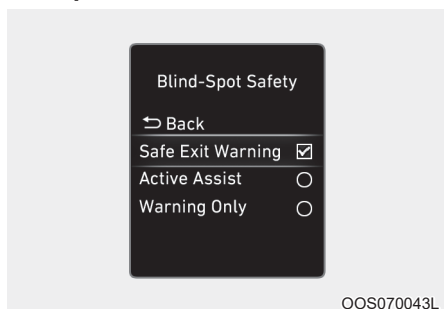 Blind-Spot Safety
Back
Safe Exit Warning
Active Assist
Warning Only
OOS070043L